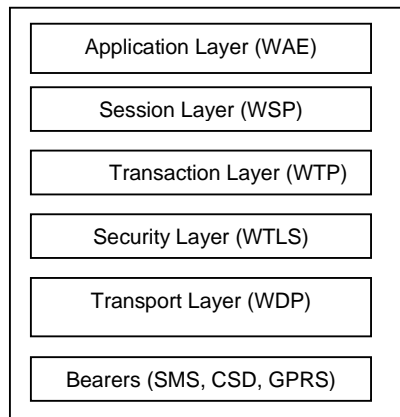 Application Layer (WAE)
Session Layer (WSP)
Transaction Layer (WTP)
Security Layer (WTLS)
Transport Layer (WDP)
Bearers (SMS, CSD, GPRS)